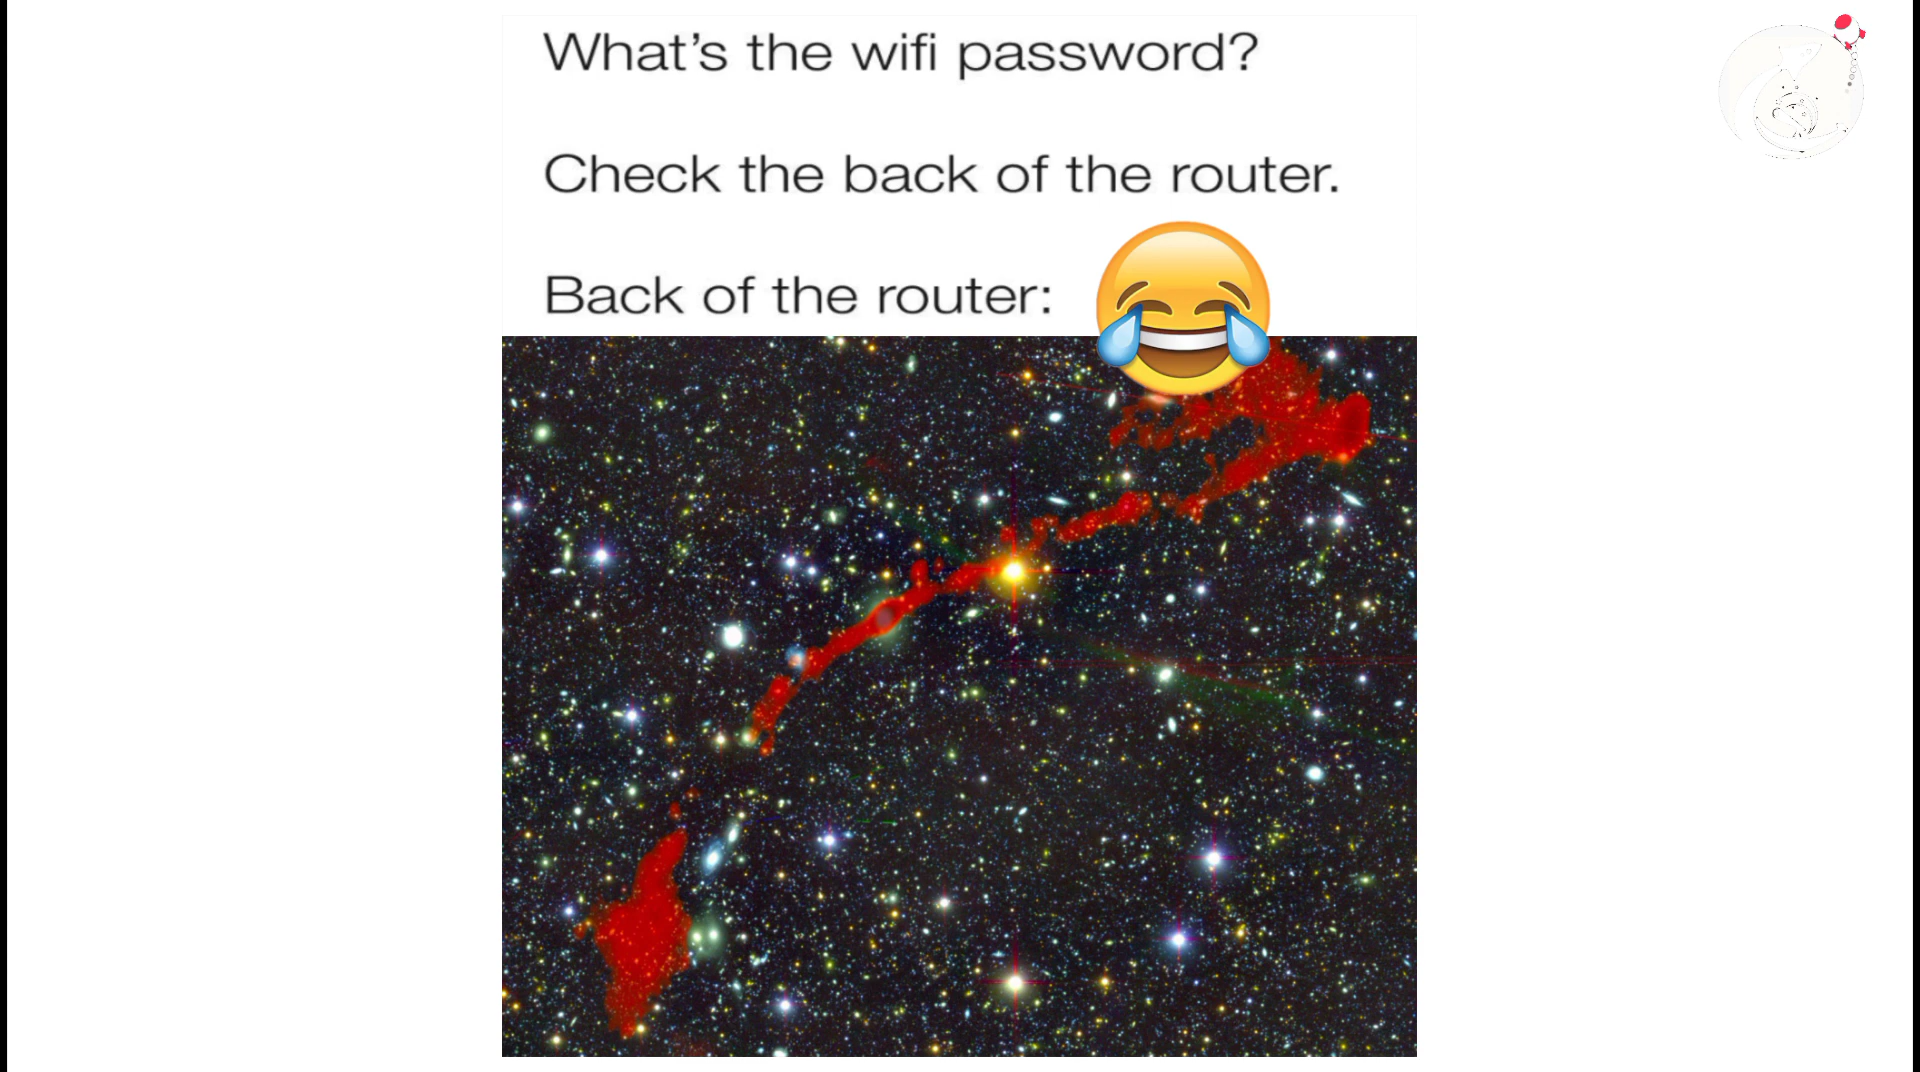 What’s the wifi password?
Check the back of the router.
Back of the router: